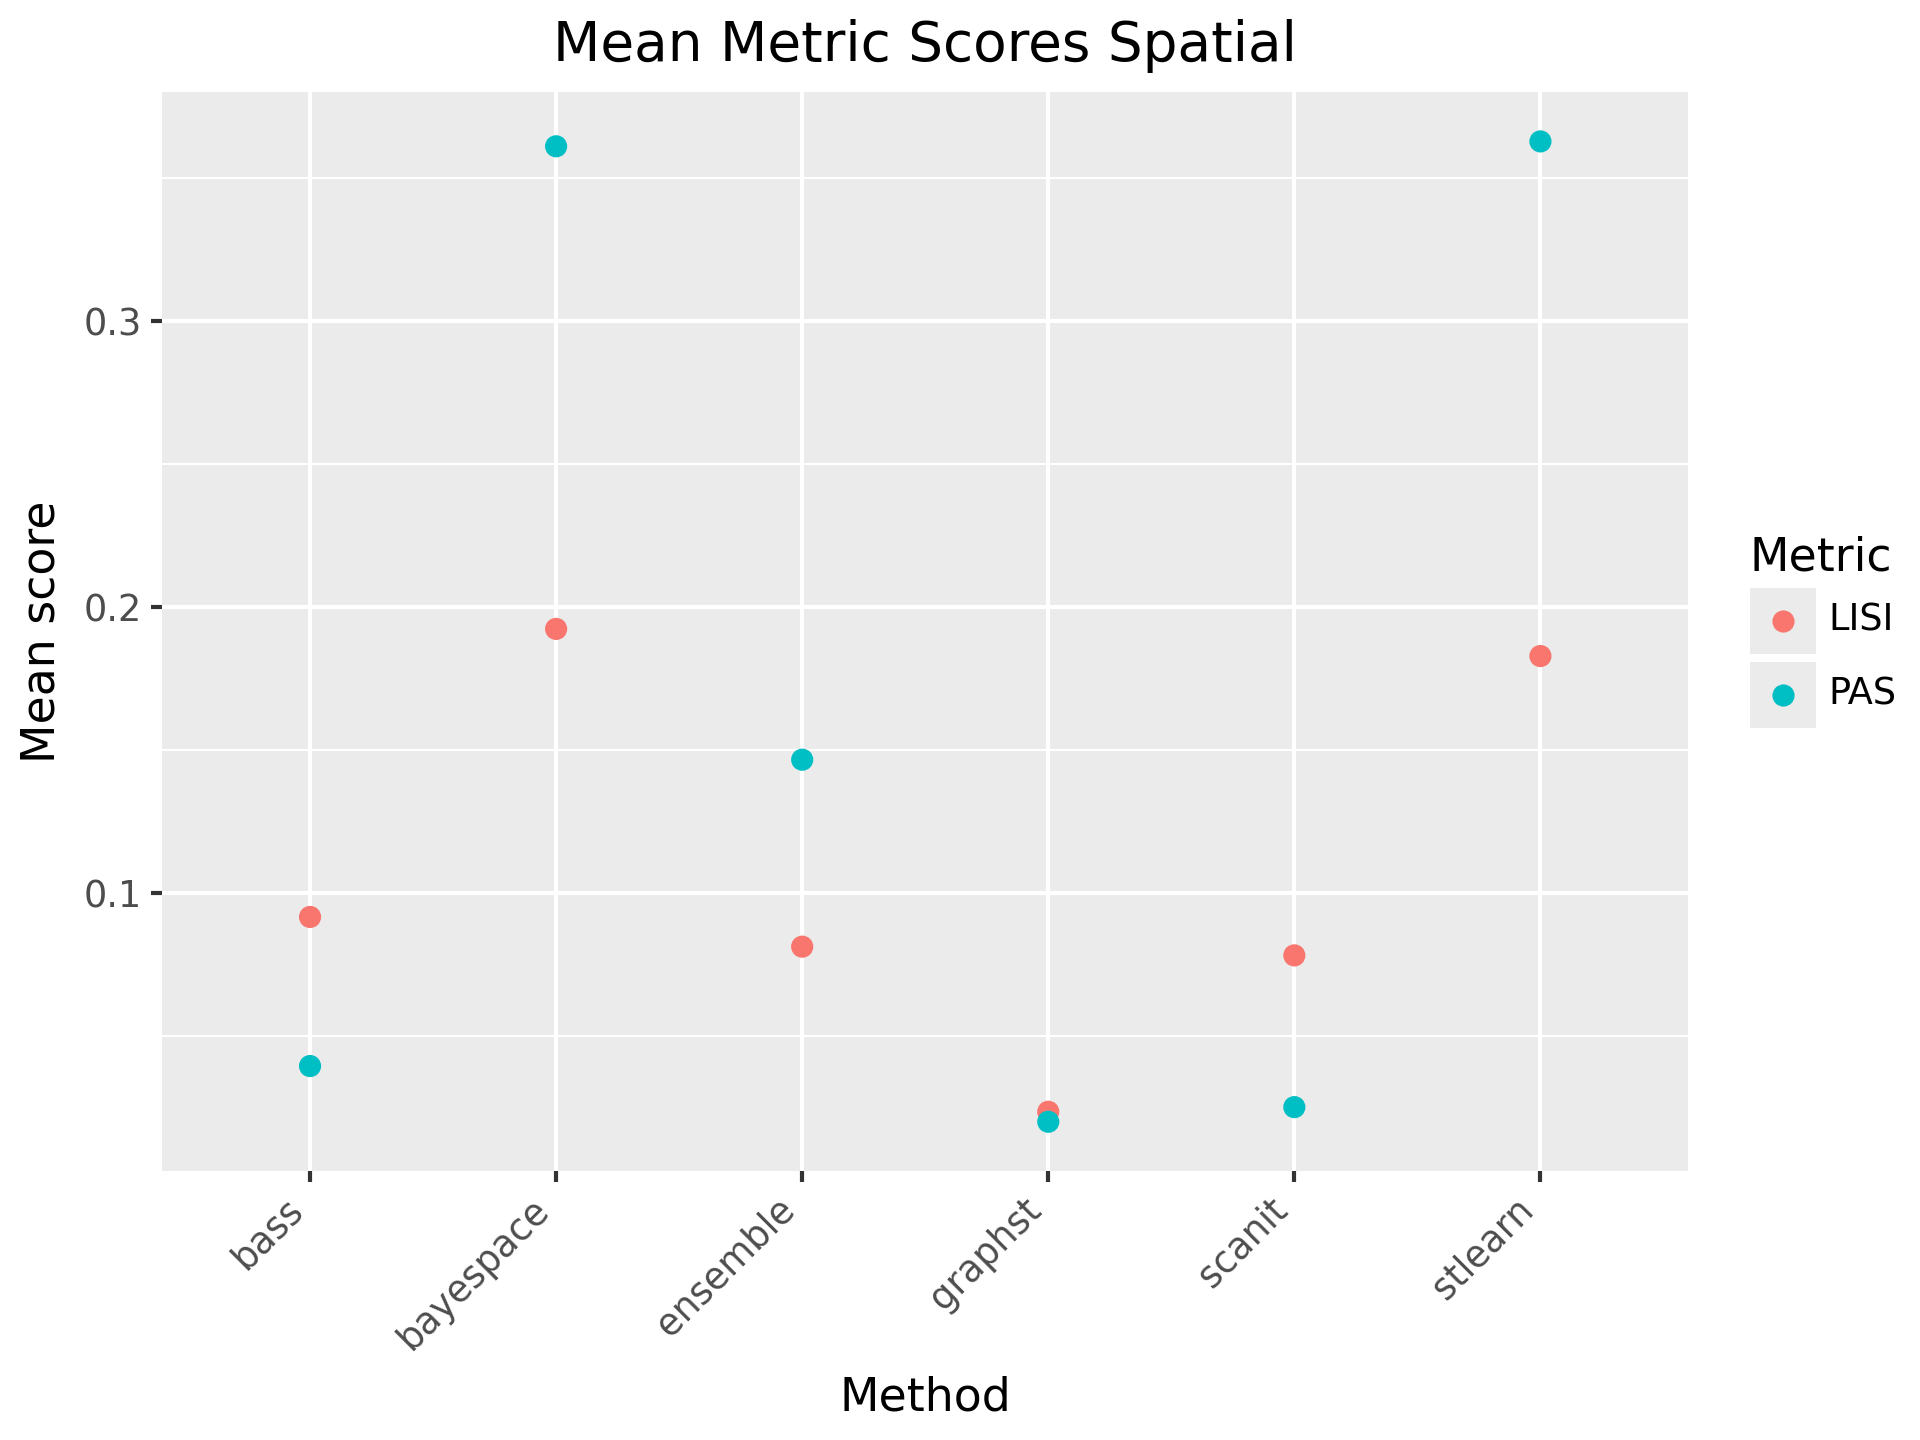 Mean Metric Scores Spatial
Mean score
0.3
0.2
0.1
bass
bayespace
ensemble
graphst
scanit
stlearn
Method
Metric
LISI
PAS